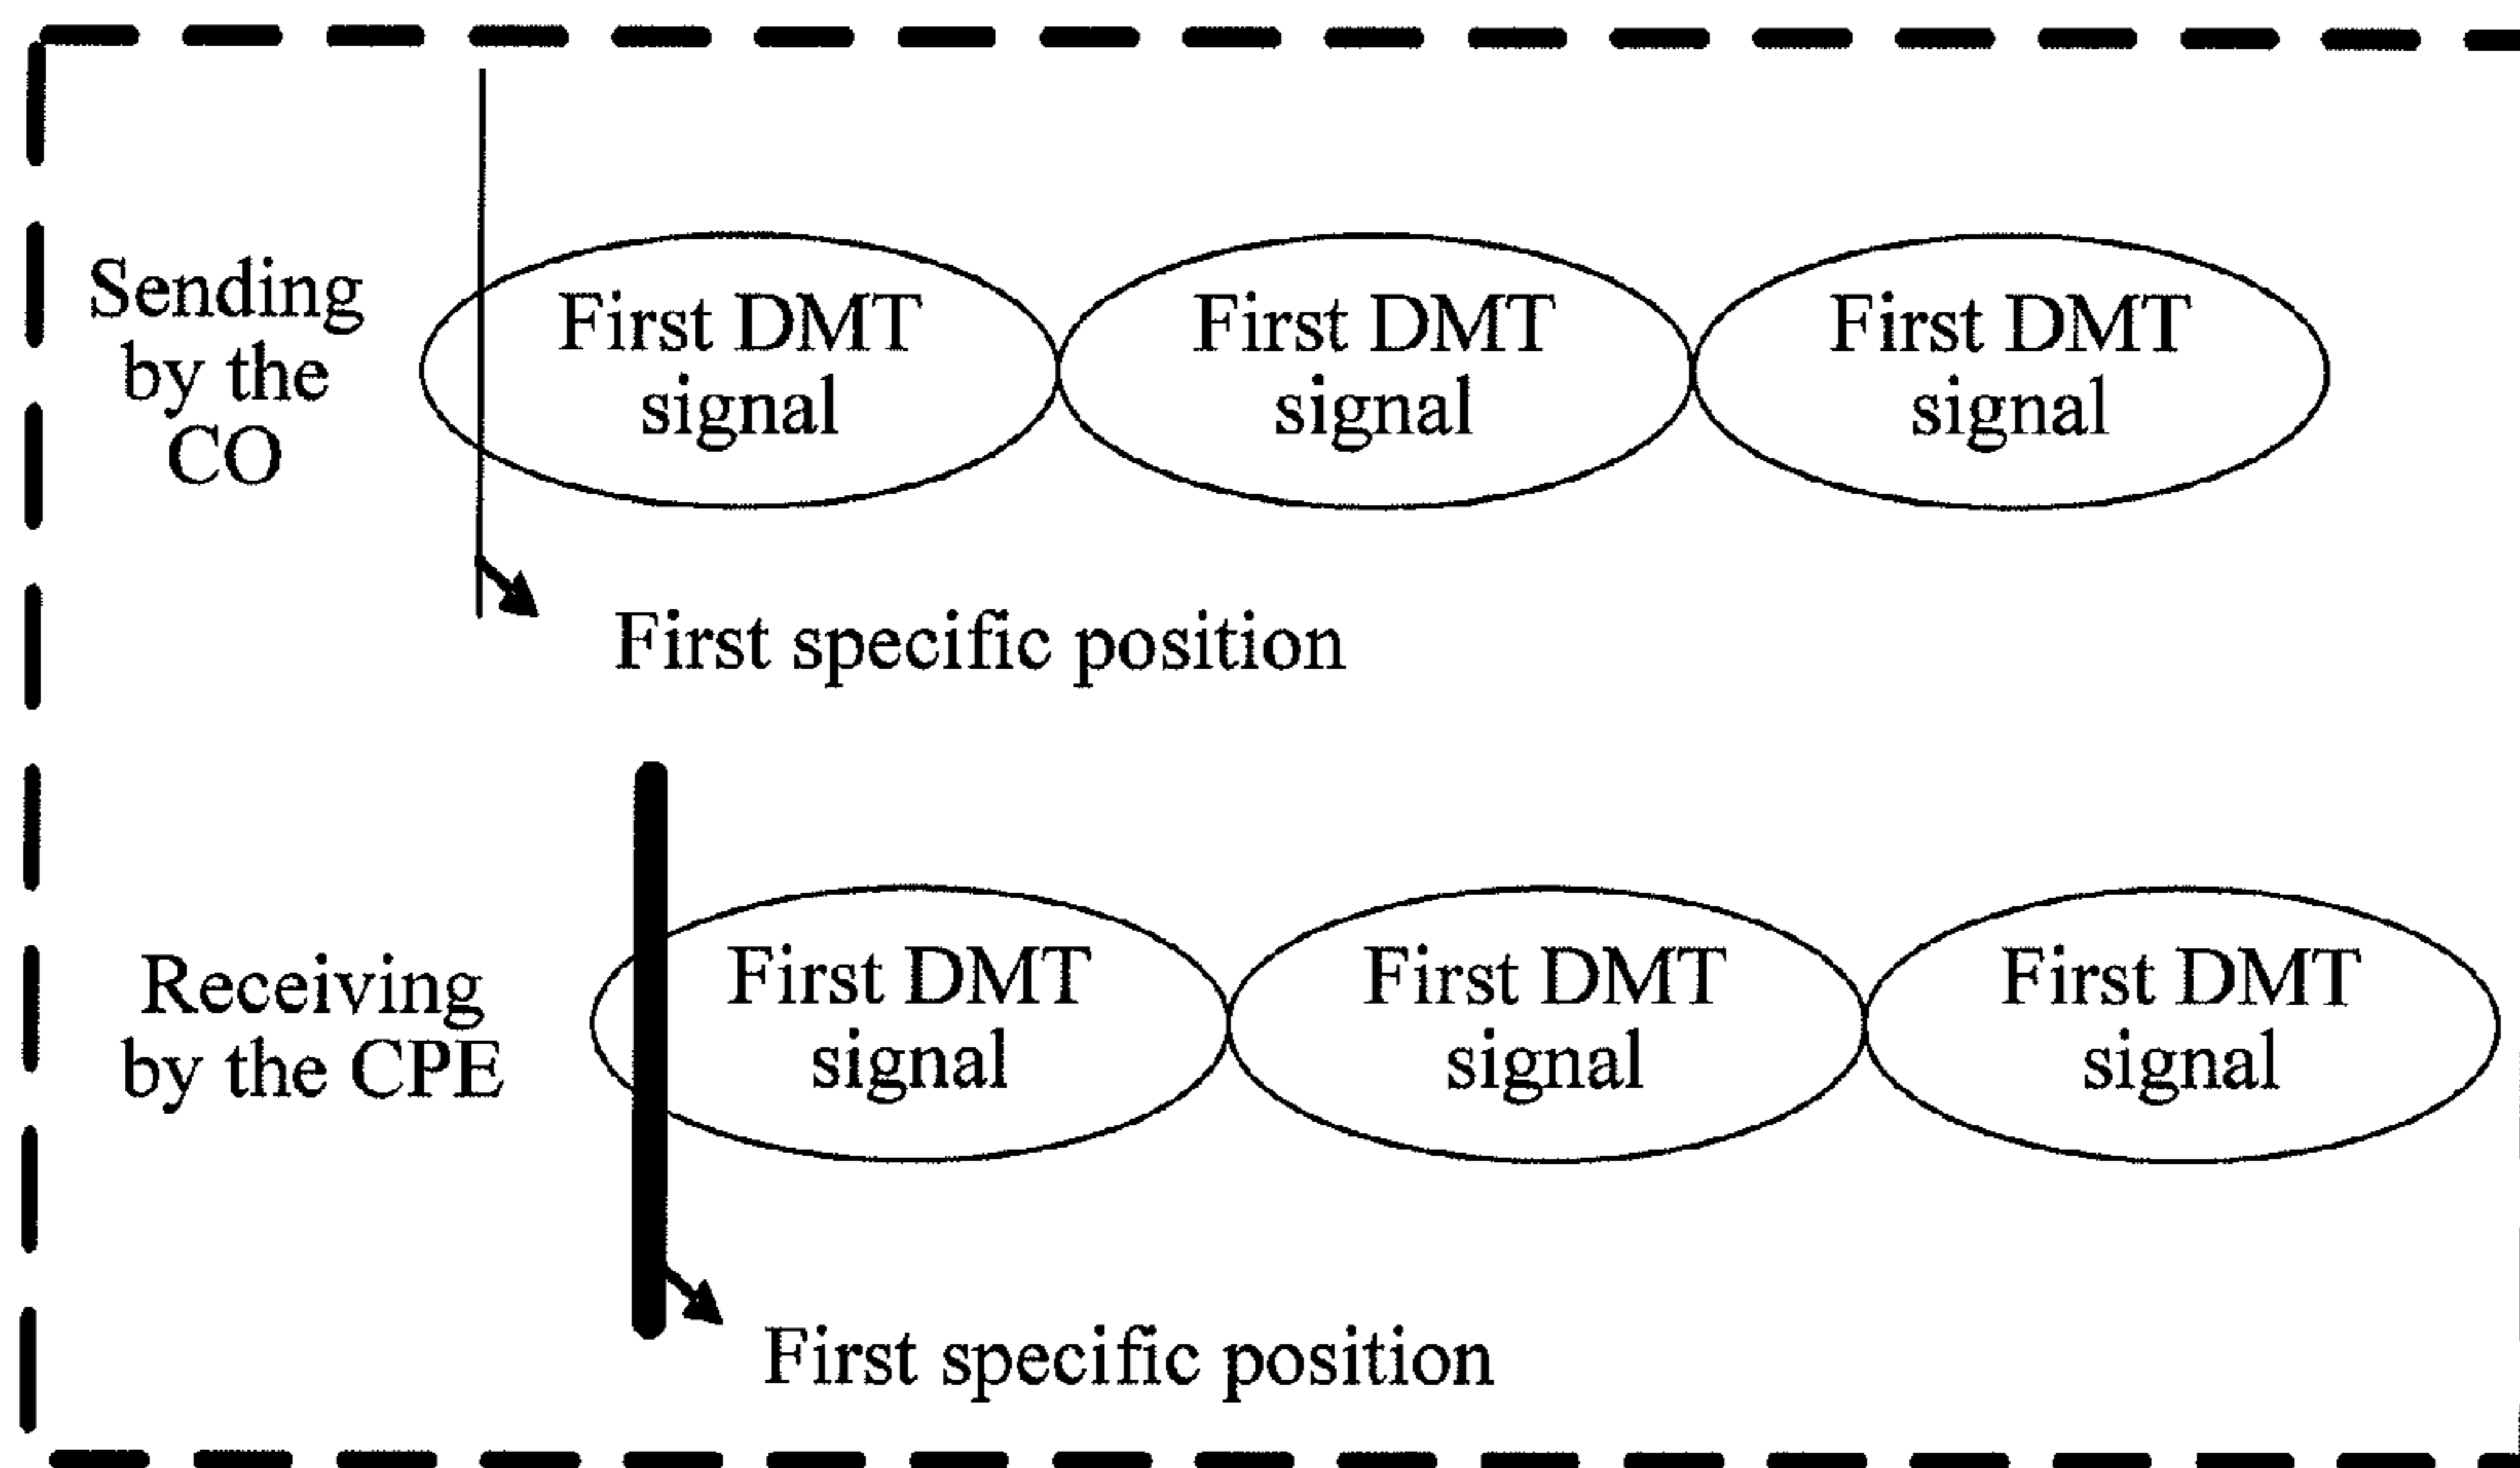 Sending
by the
CO
First DMT
signal
First DMT
signal
First DMT
signal
First specific position
Receiving
by the CPE
First DMT
signal
First DMT
signal
First DMT
signal
First specific position